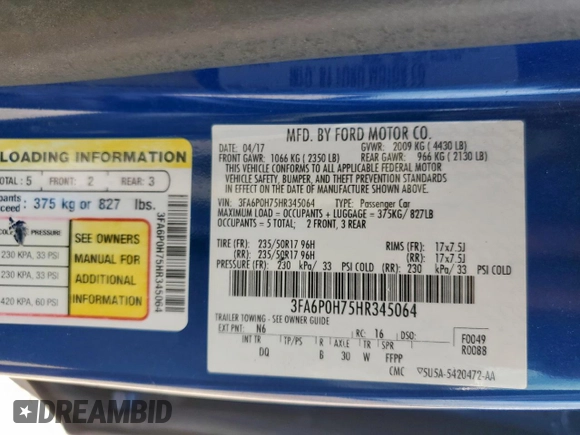 LOADING INFORMATION
TOTAL: 5 FRONT: 2 REAR: 3
375 kg or 827 lbs.
COLD
230 KPA, 33 PSI
230 KPA, 33 PSI
420 KPA, 60 PSI
SEE OWNERS
MANUAL FOR
ADDITIONAL
INFORMATION
3FA6P0H75HR345064
MFD. BY FORD MOTOR CO.
DATE: 04/17 GVWR: 2009 KG ( 4430 LB)
FRONT GAWR: 1066 KG ( 2350 LB) REAR GAWR: 966 KG ( 2130 LB)
THIS VEHICLE CONFORMS TO ALL APPLICABLE FEDERAL MOTOR
VEHICLE SAFETY, BUMPER, AND THEFT PREVENTION STANDARDS
IN EFFECT ON THE DATE OF MANUFACTURE SHOWN ABOVE.
VIN: 3FA6P0H75HR345064 TYPE: Passenger Car
MAXIMUM LOAD = OCCUPANTS + LUGGAGE = 375KG/ 827LB
OCCUPANTS = 5 TOTAL: 2 FRONT, 3 REAR
TIRE (FR): 235/50R17 96H RIMS (FR): 17x7.5J
(RR): 235/50R17 96H (RR): 17x7.5J
PRESSURE (FR): 230 kPa/ 33 PSI COLD (RR): 230 kPa/ 33 PSI COLD
3FA6P0H75HR345064
TRAILER TOWING - SEE OWNER GUIDE
EXT PNT: N6 RC: 16 DSO: F0049
R0088
INT TR TP/PS R AXLE TR SPR
DQ B 30 W FFPP
CMC 5U5A-5420472-AA
DREAMBID